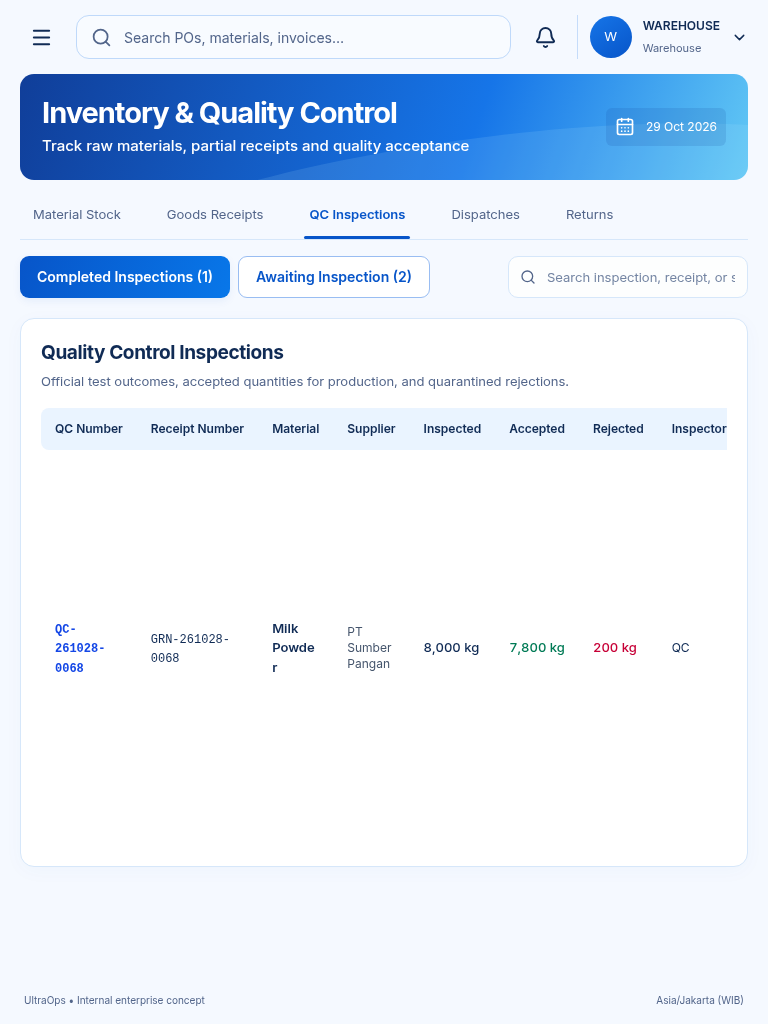 Search POs, materials, invoices...
W
WAREHOUSE
Warehouse
Inventory & Quality Control
Track raw materials, partial receipts and quality acceptance
29 Oct 2026
Material Stock
Goods Receipts
QC Inspections
Dispatches
Returns
Completed Inspections (1)
Awaiting Inspection (2)
Search inspection, receipt, or s
Quality Control Inspections
Official test outcomes, accepted quantities for production, and quarantined rejections.
QC Number
Receipt Number
Material
Supplier
Inspected
Accepted
Rejected
Inspector
QC-
261028-
0068
GRN-261028-
0068
Milk
Powde
r
PT
Sumber
Pangan
8,000 kg
7,800 kg
200 kg
QC
UltraOps • Internal enterprise concept
Asia/Jakarta (WIB)